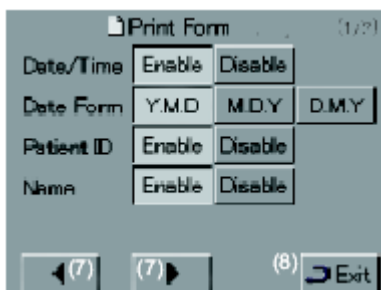 Print Form (1/2)
Date/Time Enable Disable
Date Form Y.M.D M.D.Y D.M.Y
Patient ID Enable Disable
Name Enable Disable
(7) (7) (8) Exit